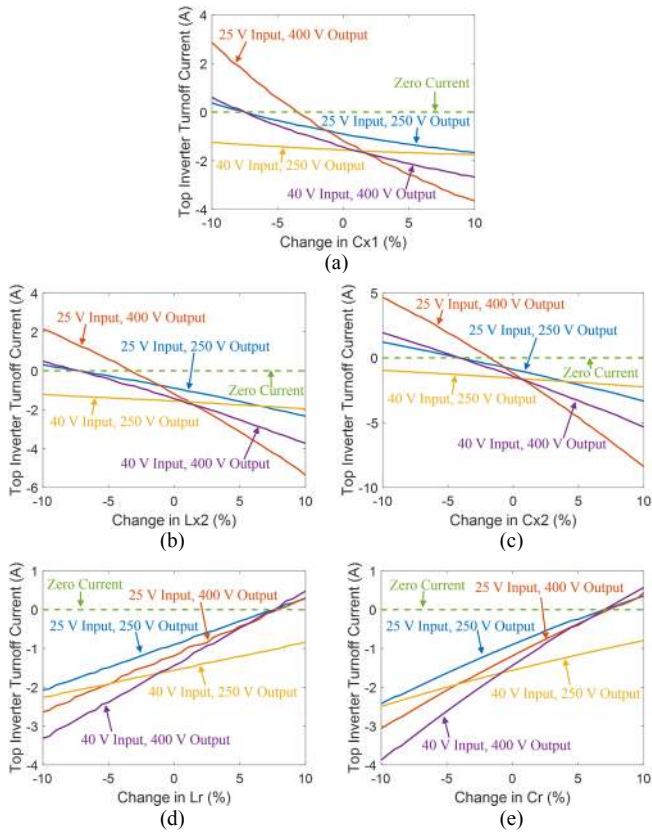 Top Inverter Turnoff Current (A)
4
2
0
-2
-4
25 V Input, 400 V Output
Zero Current
25 V Input, 250 V Output
40 V Input, 250 V Output
40 V Input, 400 V Output
-10 -5 0 5 10
Change in Cx1 (%)
(a)
Top Inverter Turnoff Current (A)
4
2
0
-2
-4
-6
25 V Input, 400 V Output
25 V Input, 250 V Output
Zero Current
40 V Input, 250 V Output
40 V Input, 400 V Output
-10 -5 0 5 10
Change in Lx2 (%)
(b)
Top Inverter Turnoff Current (A)
5
0
-5
-10
25 V Input, 400 V Output
25 V Input, 250 V Output
Zero Current
40 V Input, 250 V Output
40 V Input, 400 V Output
-10 -5 0 5 10
Change in Cx2 (%)
(c)
Top Inverter Turnoff Current (A)
1
0
-1
-2
-3
-4
Zero Current
25 V Input, 400 V Output
25 V Input, 250 V Output
40 V Input, 250 V Output
40 V Input, 400 V Output
-10 -5 0 5 10
Change in Lr (%)
(d)
Top Inverter Turnoff Current (A)
1
0
-1
-2
-3
-4
Zero Current
25 V Input, 400 V Output
25 V Input, 250 V Output
40 V Input, 250 V Output
40 V Input, 400 V Output
-10 -5 0 5 10
Change in Cr (%)
(e)